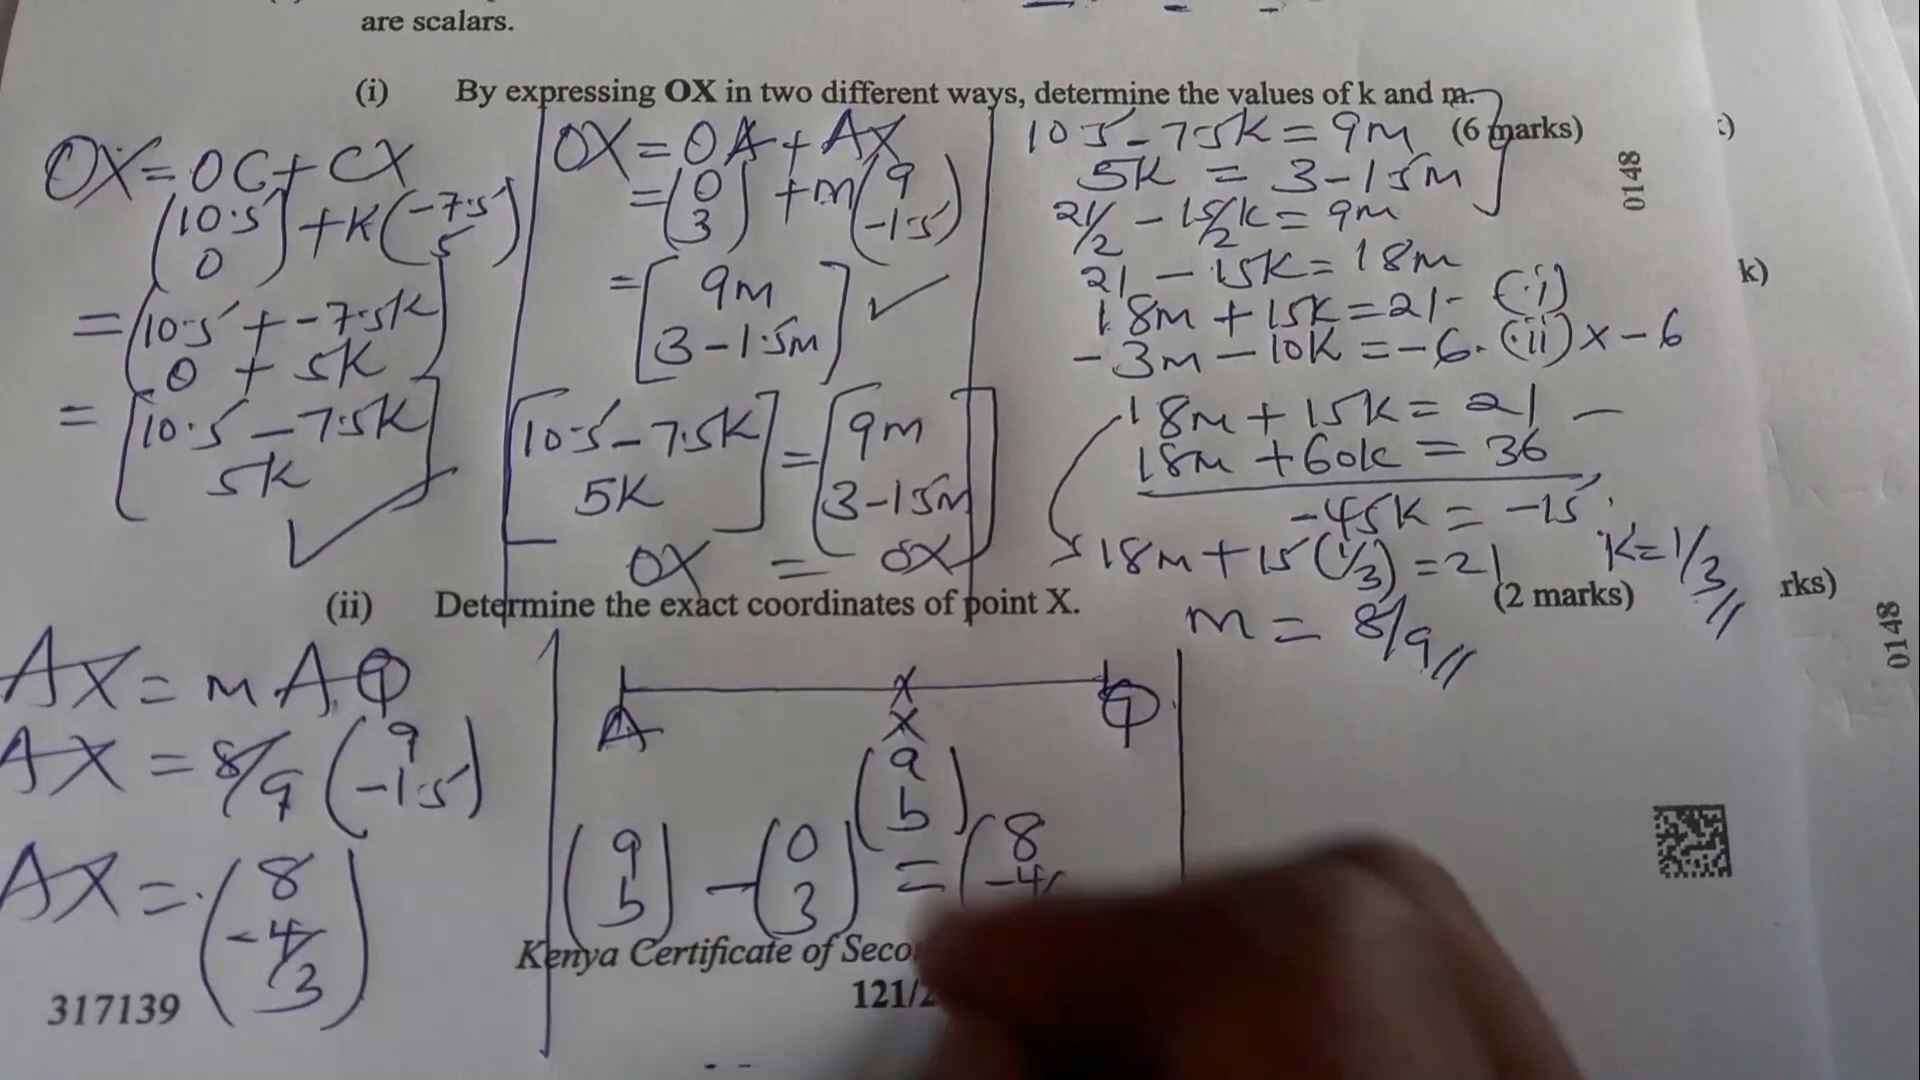 are scalars.
(i) By expressing OX in two different ways, determine the values of k and m.
(6 marks)
OX = OC + CX
(10.5 0) + K(-7.5 5)
= (10.5 + -7.5K
0 + 5K)
= [10.5 - 7.5K
5K]
OX = OA + AX
= (0 3) + m(9 -1.5)
= [9m
3 - 1.5m]
[10.5 - 7.5K 5K] = [9m 3 - 1.5m]
OX = OX
10.5 - 7.5K = 9m
5K = 3 - 1.5m
21/2 - 15/2 K = 9m
21 - 15K = 18m
18m + 15K = 21 - (i)
-3m - 10K = -6 - (ii) x - 6
18m + 15K = 21 -
18m + 60K = 36
-45K = -15
K = 1/3
18m + 15(1/3) = 21
m = 8/9
(ii) Determine the exact coordinates of point X.
(2 marks)
AX = m AQ
AX = 8/9 (9 -1.5)
AX = (8 -4/3)
A X Q
(a b)
(a b) - (0 3) = (8 -4
Kenya Certificate of Seco
121/2
317139
0148
k)
rks)
0148